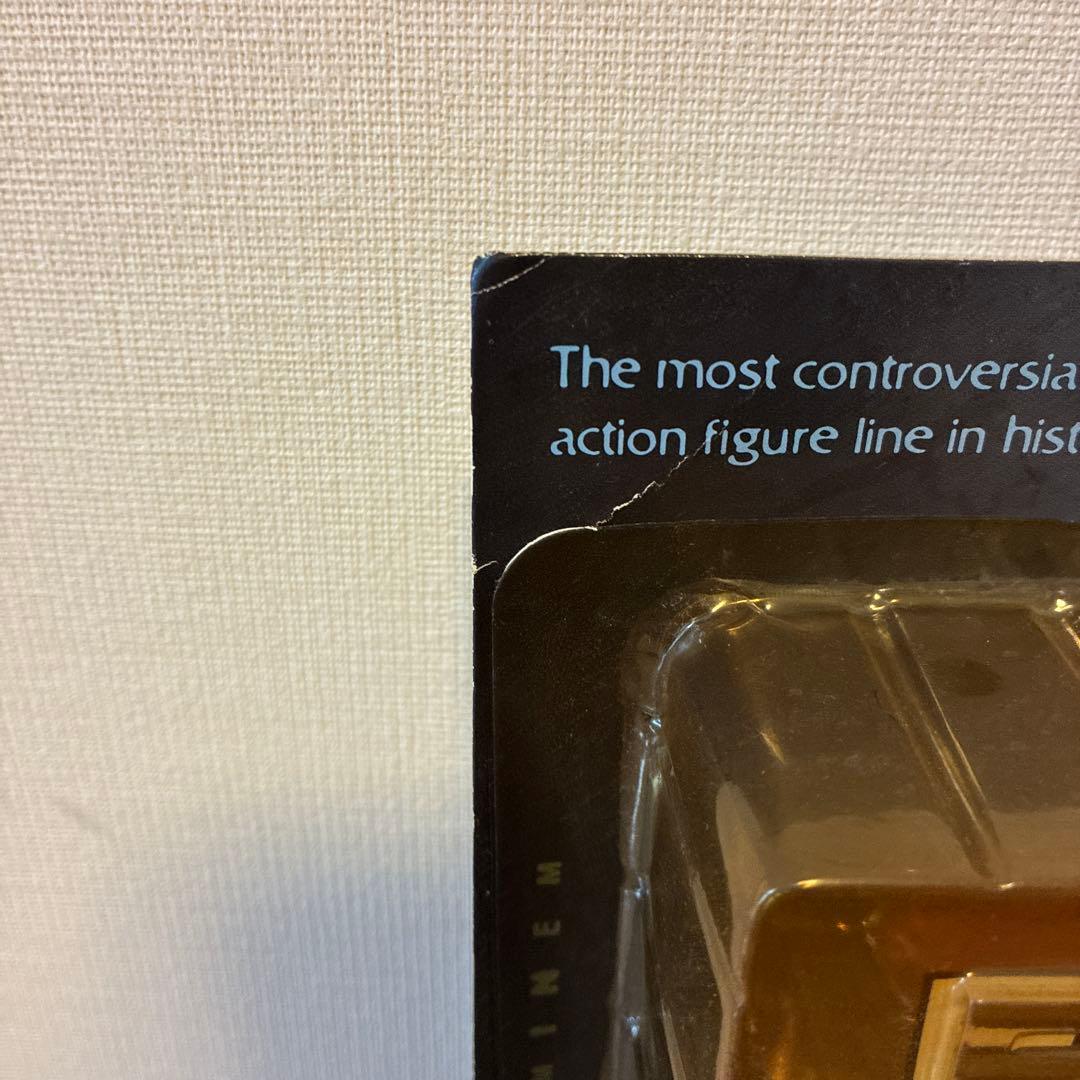 The most controversia
action figure line in hist
MINEM